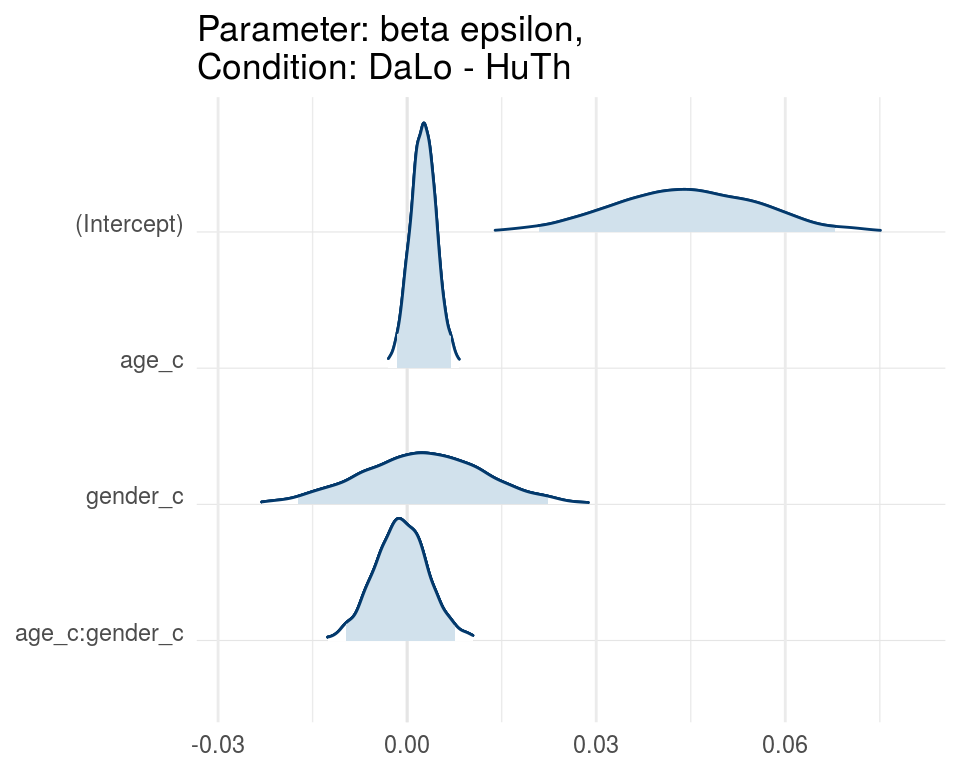 Parameter: beta epsilon,
Condition: DaLo - HuTh
(Intercept)
age_c
gender_c
age_c:gender_c
-0.03 0.00 0.03 0.06